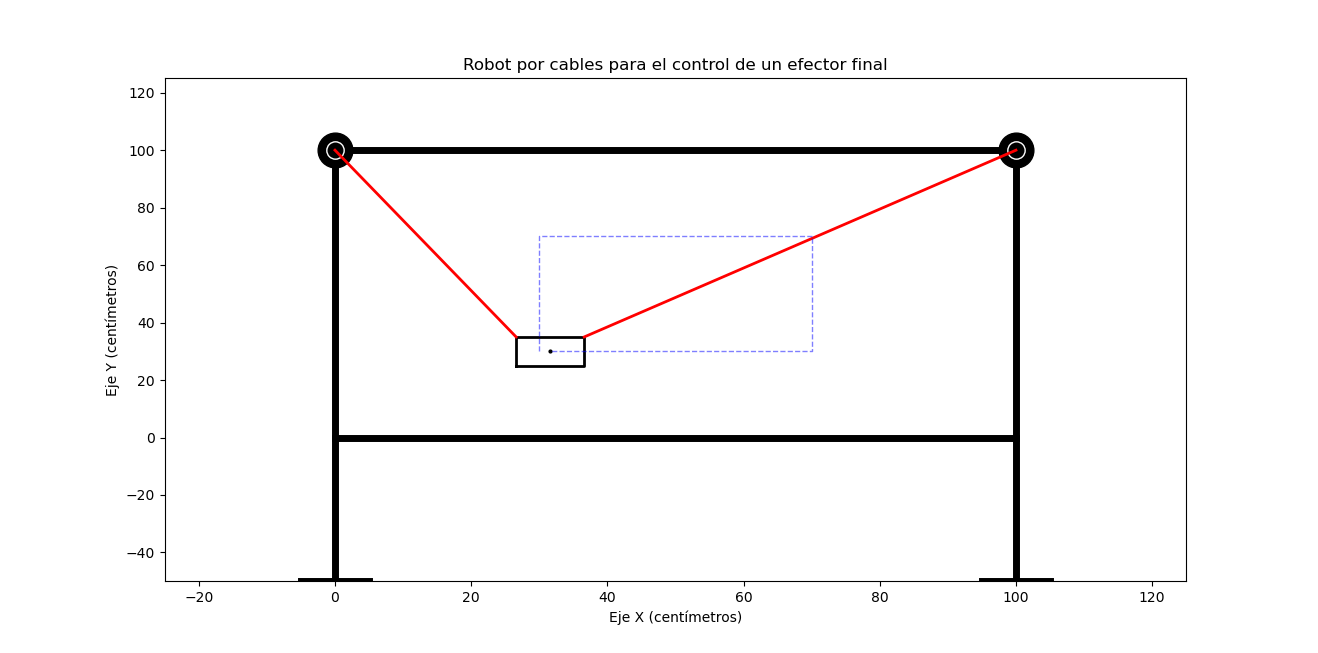 Robot por cables para el control de un efector final
120
100
80
60
40
20
0
−20
−40
Eje Y (centímetros)
−20 0 20 40 60 80 100 120
Eje X (centímetros)